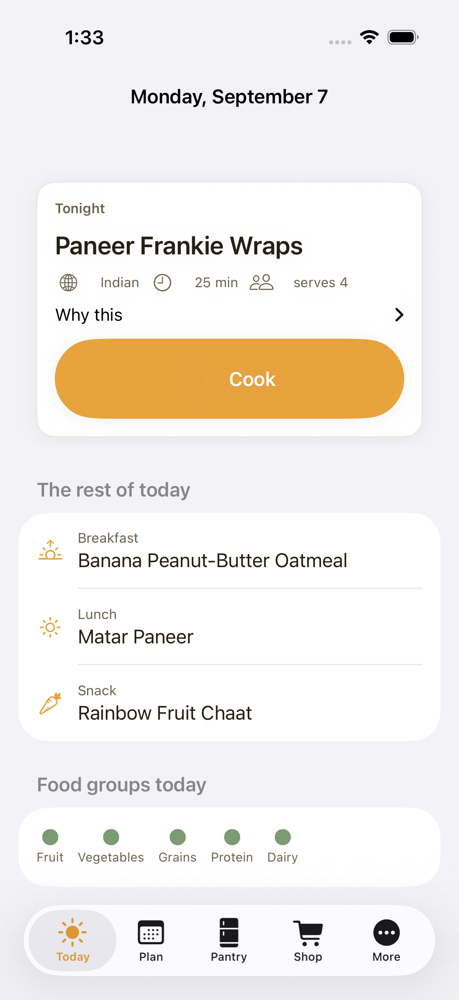 1:33
Monday, September 7
Tonight
Paneer Frankie Wraps
Indian 25 min serves 4
Why this
Cook
The rest of today
Breakfast
Banana Peanut-Butter Oatmeal
Lunch
Matar Paneer
Snack
Rainbow Fruit Chaat
Food groups today
Fruit Vegetables Grains Protein Dairy
Today Plan Pantry Shop More